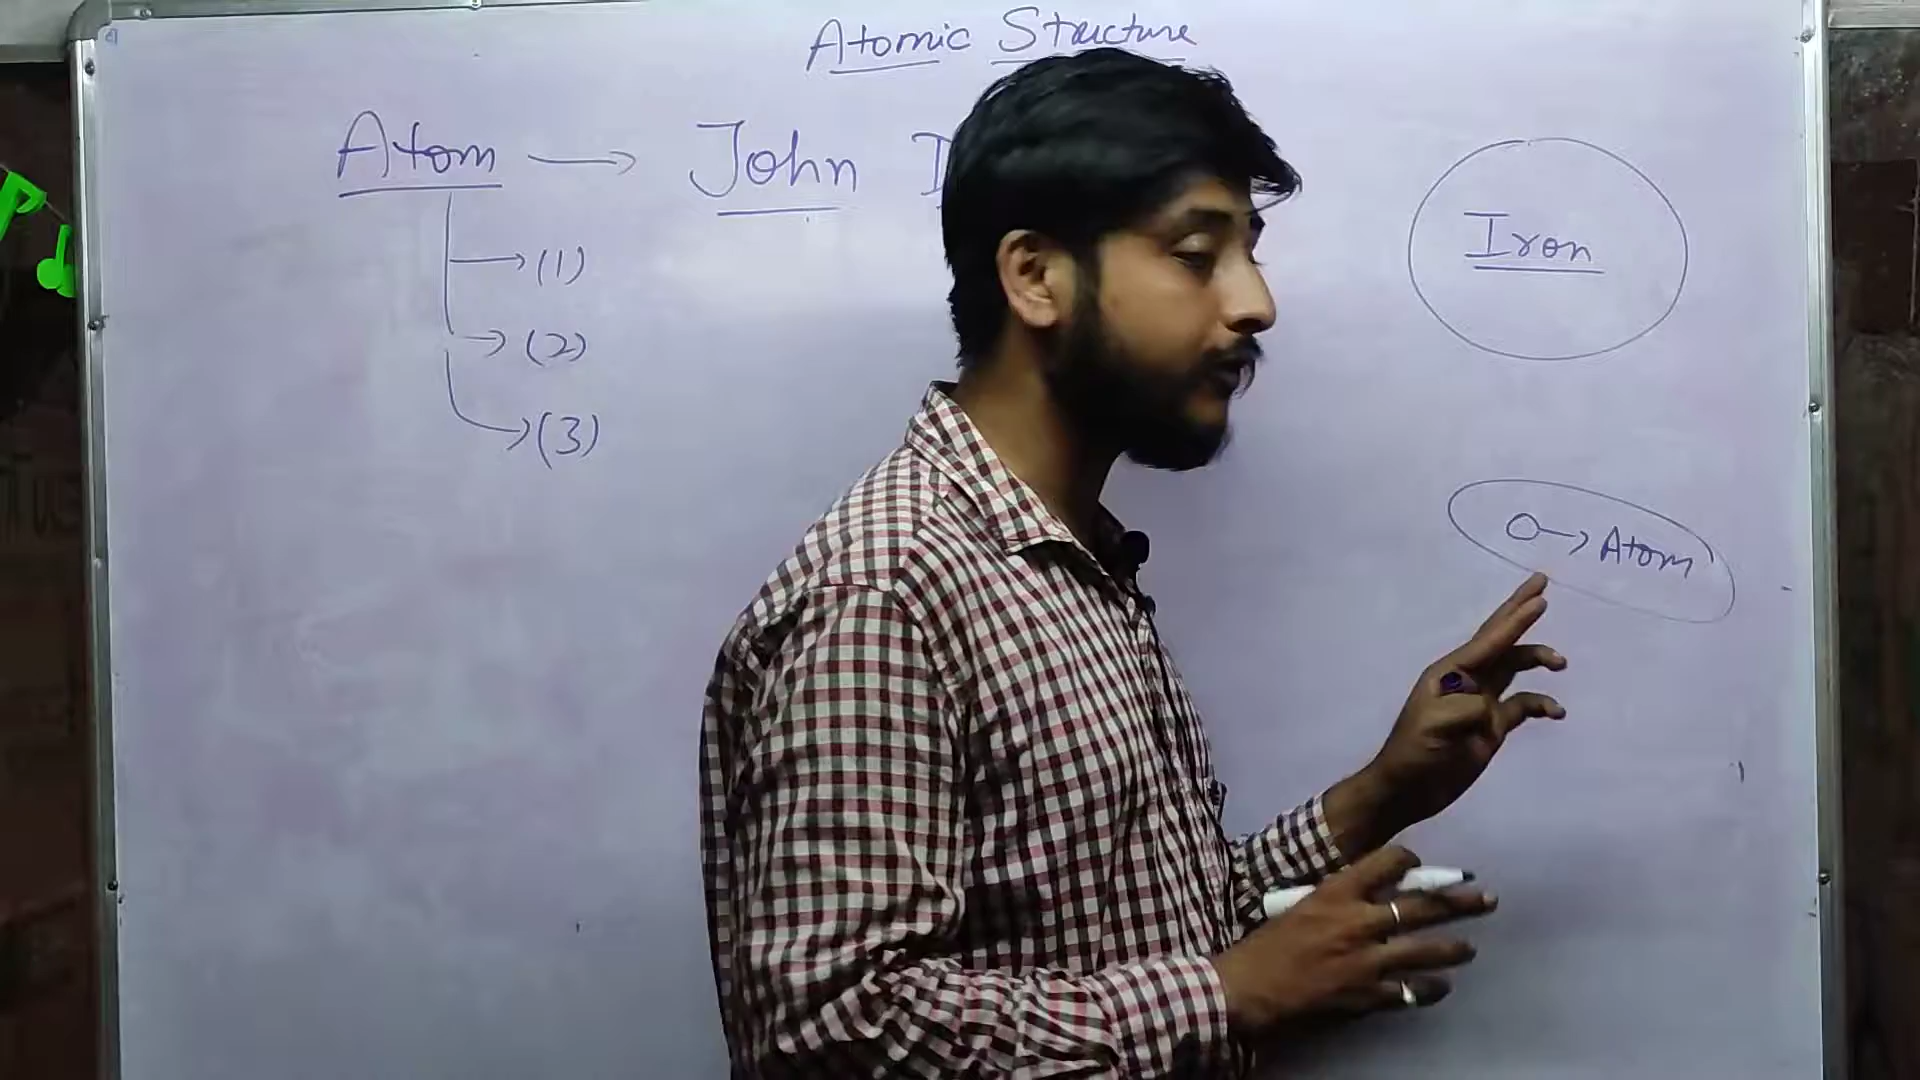 Atomic Structure
Atom → John D
→ (1)
→ (2)
→ (3)
Iron
→ Atom